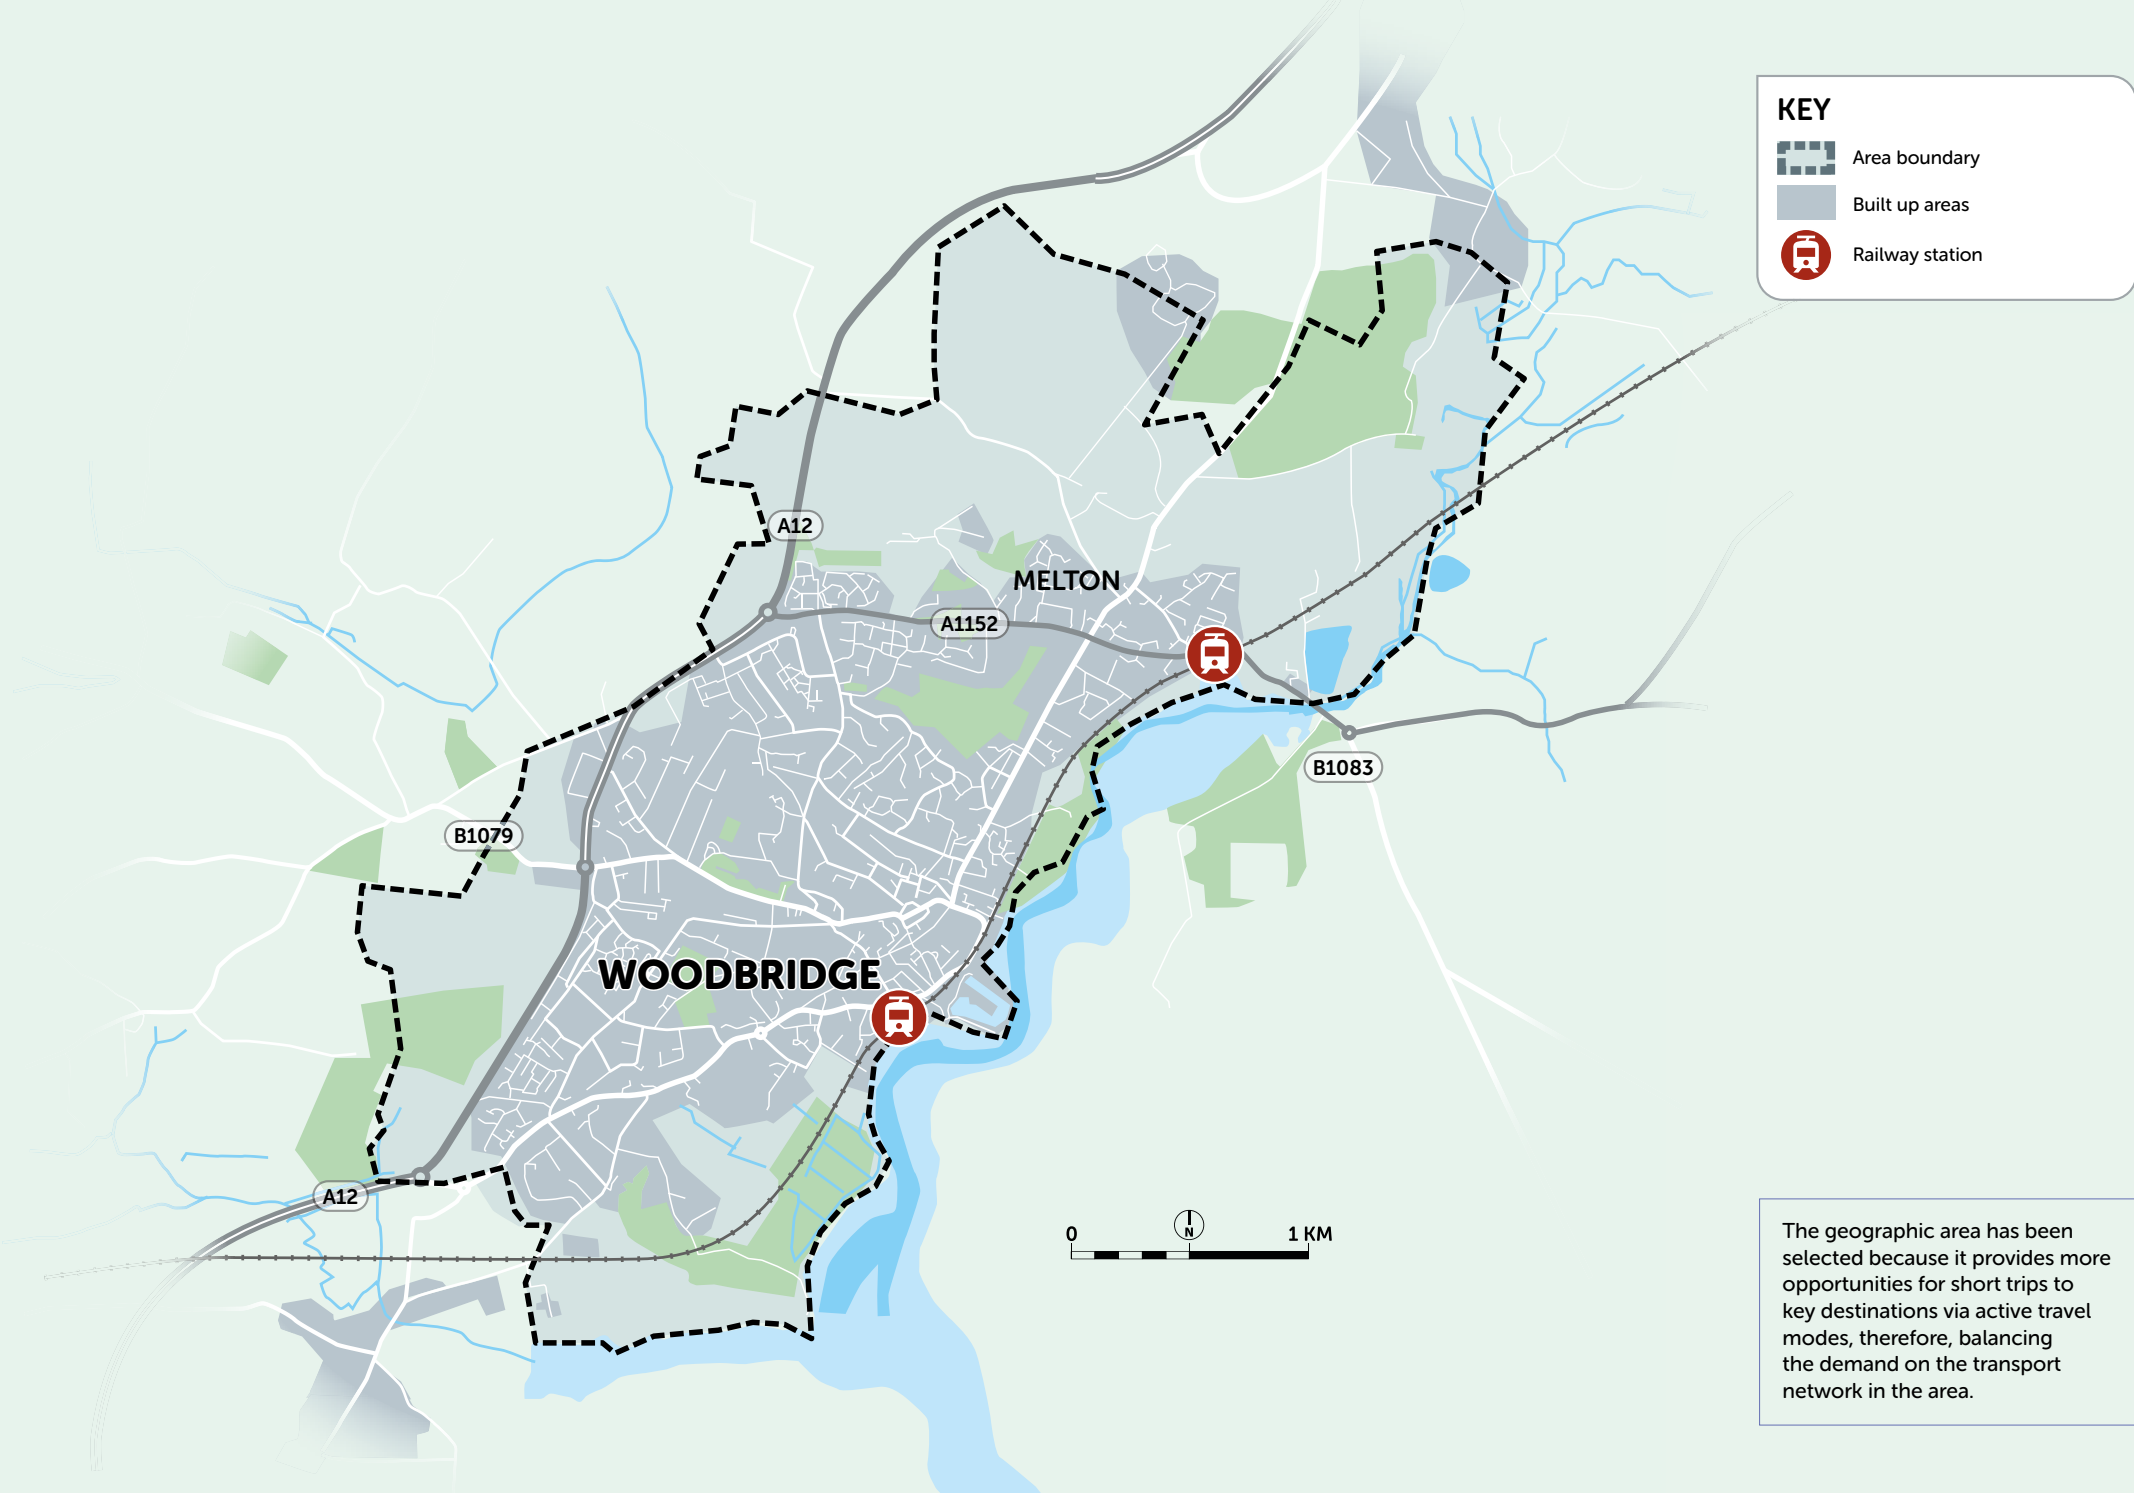 KEY
Area boundary
Built up areas
Railway station
A12
MELTON
A1152
B1083
B1079
WOODBRIDGE
A12
0
N
1 KM
The geographic area has been
selected because it provides more
opportunities for short trips to
key destinations via active travel
modes, therefore, balancing
the demand on the transport
network in the area.